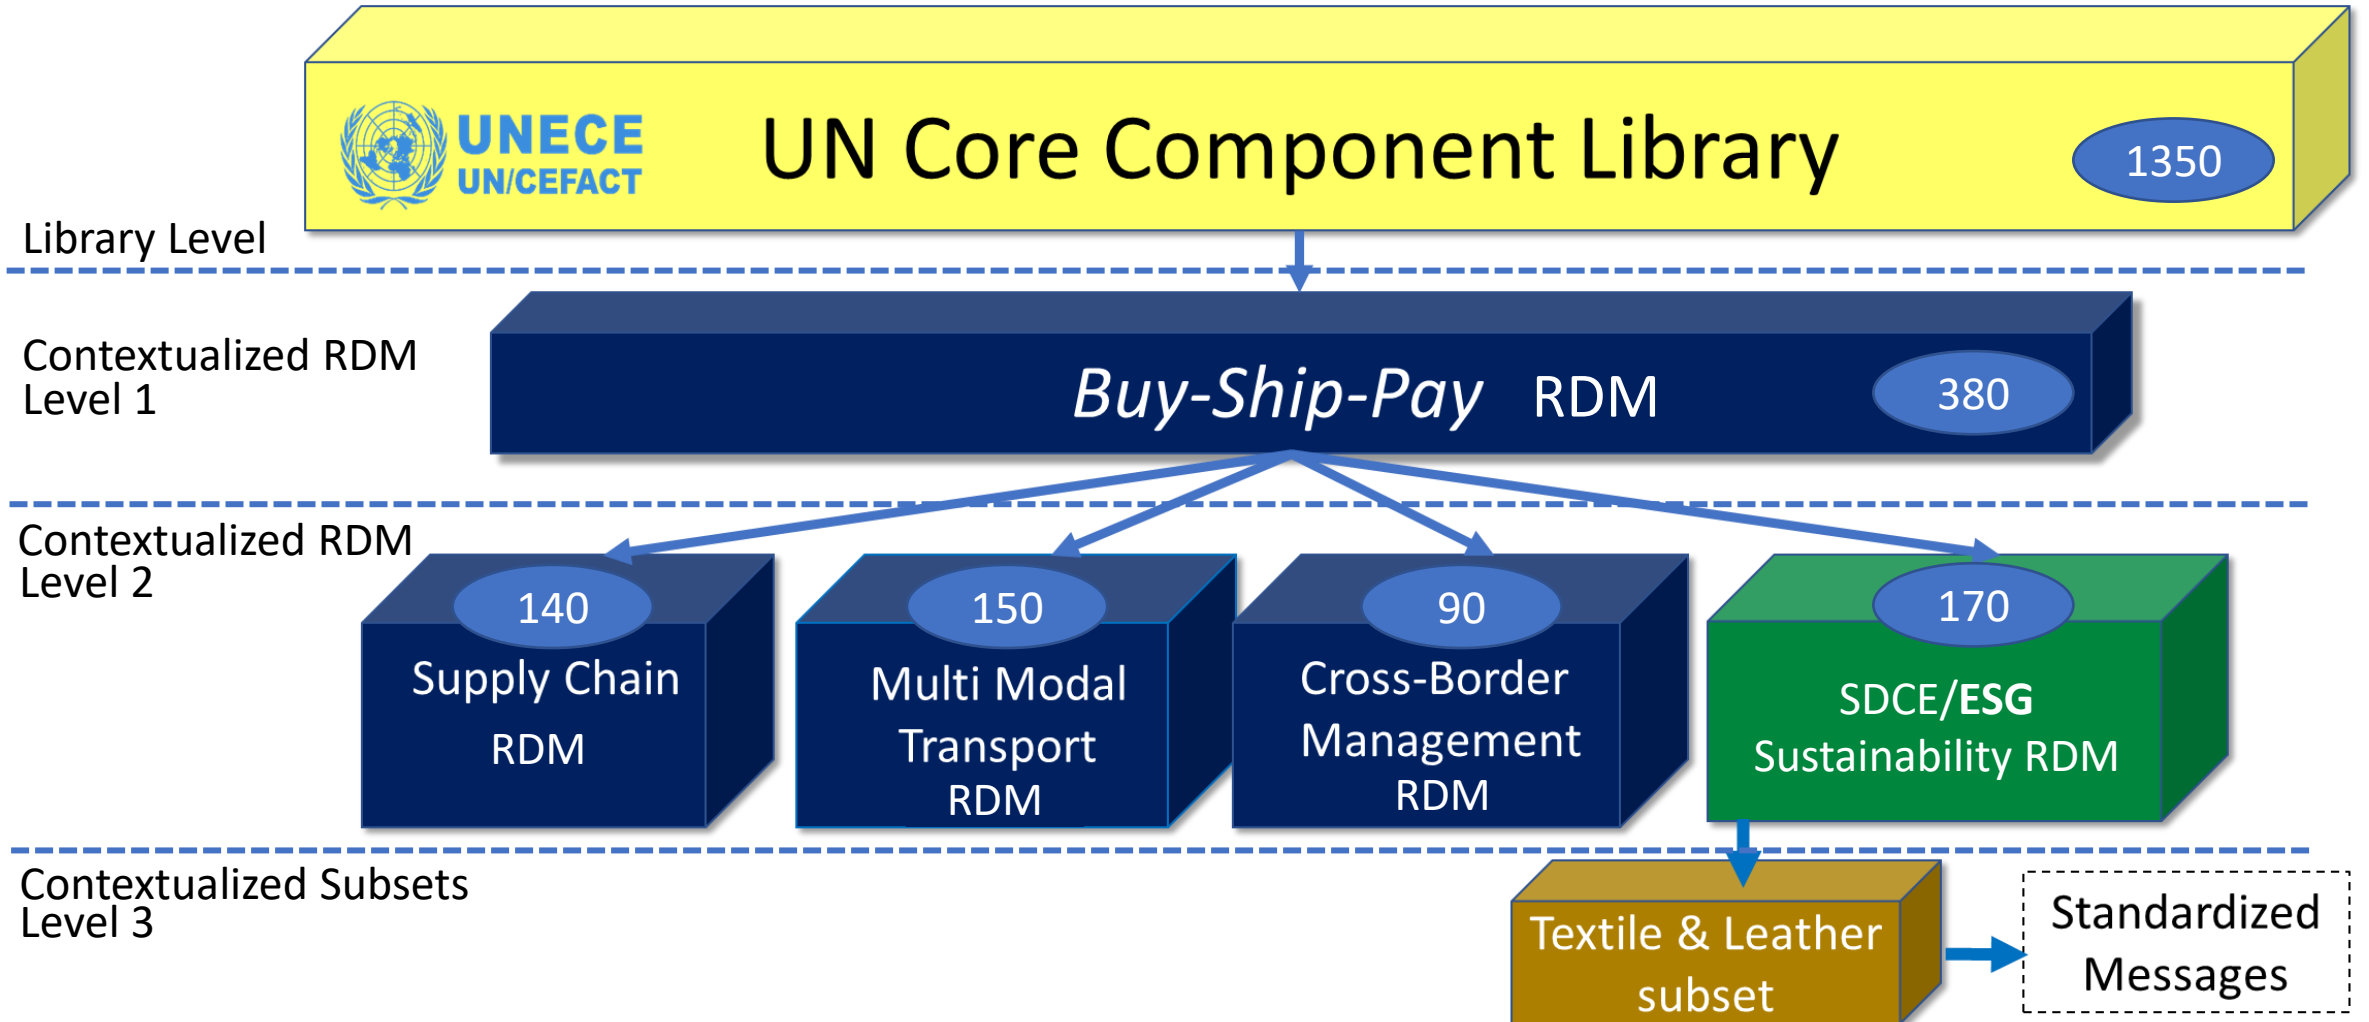 UNECE
UN/CEFACT
UN Core Component Library
1350
Library Level
Contextualized RDM
Level 1
Buy-Ship-Pay RDM
380
Contextualized RDM
Level 2
140
Supply Chain
RDM
150
Multi Modal
Transport
RDM
90
Cross-Border
Management
RDM
170
SDCE/ESG
Sustainability RDM
Contextualized Subsets
Level 3
Textile & Leather
subset
Standardized
Messages